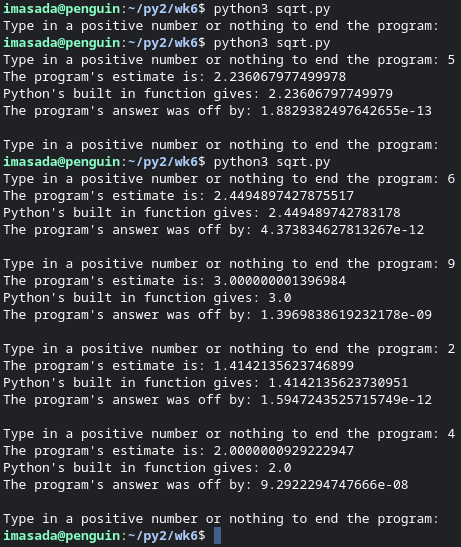 imasada@penguin:~/py2/wk6$ python3 sqrt.py
Type in a positive number or nothing to end the program:
imasada@penguin:~/py2/wk6$ python3 sqrt.py
Type in a positive number or nothing to end the program: 5
The program's estimate is: 2.236067977499978
Python's built in function gives: 2.23606797749979
The program's answer was off by: 1.8829382497642655e-13
Type in a positive number or nothing to end the program:
imasada@penguin:~/py2/wk6$ python3 sqrt.py
Type in a positive number or nothing to end the program: 6
The program's estimate is: 2.4494897427875517
Python's built in function gives: 2.449489742783178
The program's answer was off by: 4.373834627813267e-12
Type in a positive number or nothing to end the program: 9
The program's estimate is: 3.000000001396984
Python's built in function gives: 3.0
The program's answer was off by: 1.3969838619232178e-09
Type in a positive number or nothing to end the program: 2
The program's estimate is: 1.4142135623746899
Python's built in function gives: 1.4142135623730951
The program's answer was off by: 1.5947243525715749e-12
Type in a positive number or nothing to end the program: 4
The program's estimate is: 2.0000000929222947
Python's built in function gives: 2.0
The program's answer was off by: 9.2922294747666e-08
Type in a positive number or nothing to end the program:
imasada@penguin:~/py2/wk6$